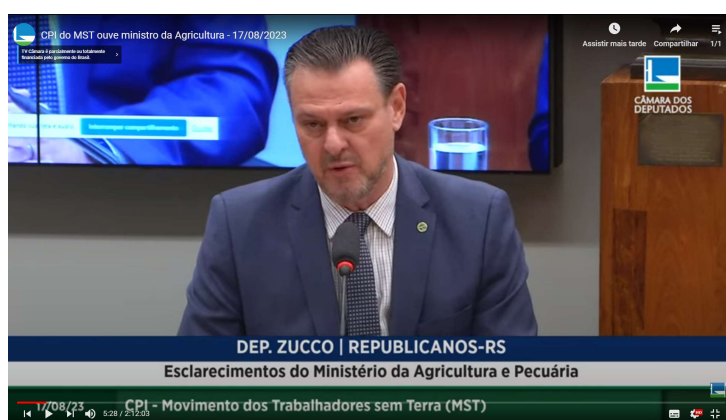 CPI do MST ouve ministro da Agricultura - 17/08/2023
TV Câmara é parcialmente ou totalmente
financiada pelo governo do Brasil.
Assistir mais tarde
Compartilhar
1/1
CÂMARA DOS
DEPUTADOS
Interromper compartilhamento
DEP. ZUCCO | REPUBLICANOS-RS
Esclarecimentos do Ministério da Agricultura e Pecuária
17/08/23
CPI - Movimento dos Trabalhadores sem Terra (MST)
5:28 / 2:12:03